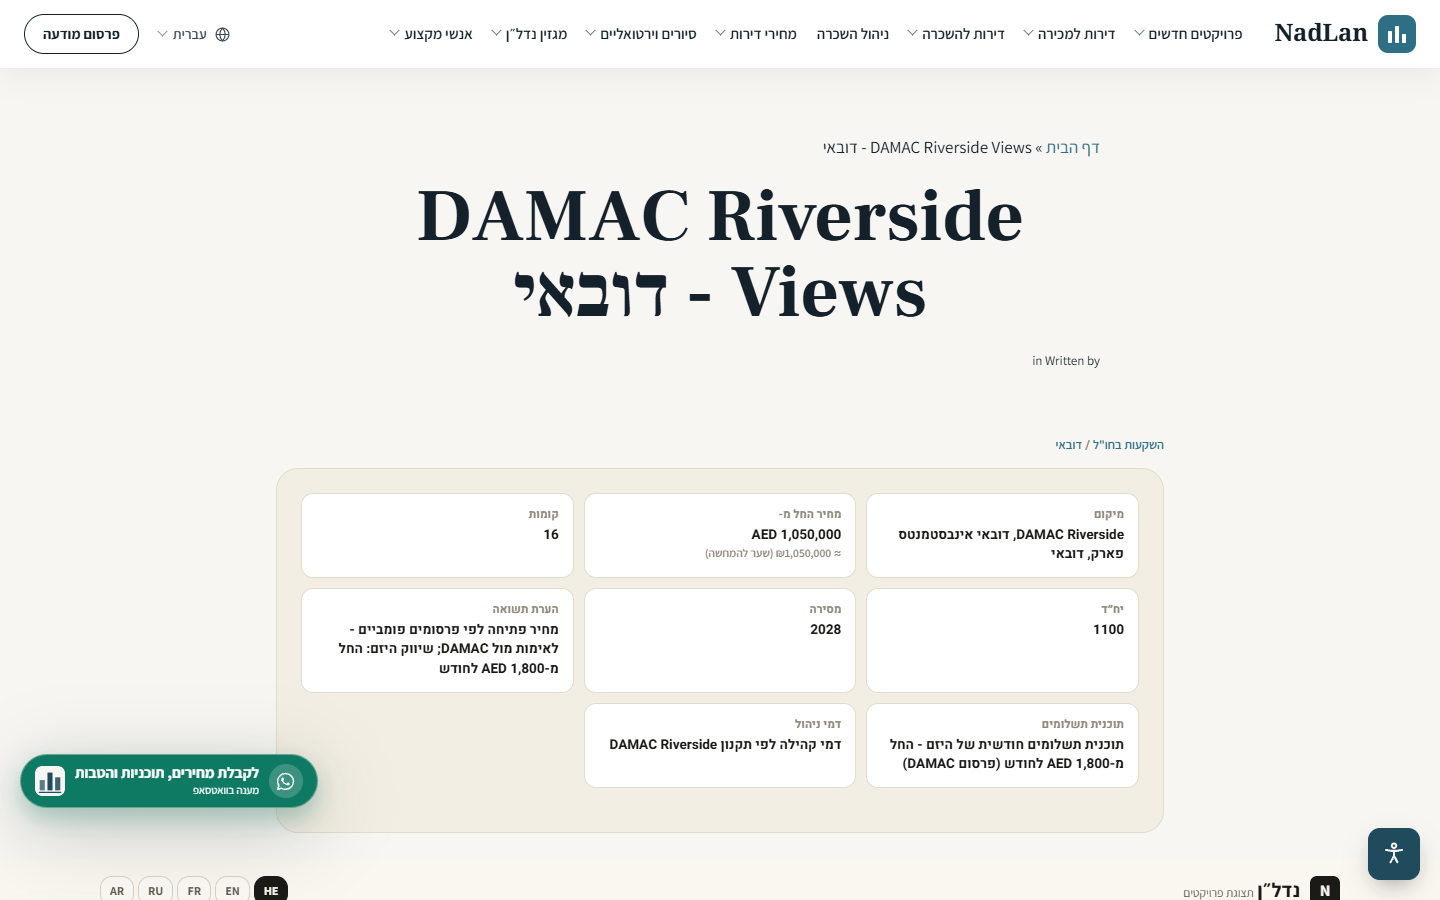 NadLan
פרויקטים חדשים
דירות למכירה
דירות להשכרה
ניהול השכרה
מחירי דירות
סיורים וירטואליים
מגזין נדל״ן
אנשי מקצוע
עברית
פרסום מודעה
דף הבית » DAMAC Riverside Views - דובאי
DAMAC Riverside
Views - דובאי
in Written by
השקעות בחו"ל / דובאי
מיקום
DAMAC Riverside, דובאי אינבסטמנטס
פארק, דובאי
מחיר החל מ-
AED 1,050,000
≈ ₪1,050,000 (שער להמחשה)
קומות
16
יח״ד
1100
מסירה
2028
הערת תשואה
מחיר פתיחה לפי פרסומים פומביים -
לאימות מול DAMAC; שיווק היזם: החל
מ-AED 1,800 לחודש
תוכנית תשלומים
תוכנית תשלומים חודשית של היזם - החל
מ-AED 1,800 לחודש (פרסום DAMAC)
דמי ניהול
דמי קהילה לפי תקנון DAMAC Riverside
לקבלת מחירים, תוכניות והטבות
מענה בוואטסאפ
N
נדל״ן תצוגת פרויקטים
HE
EN
FR
RU
AR